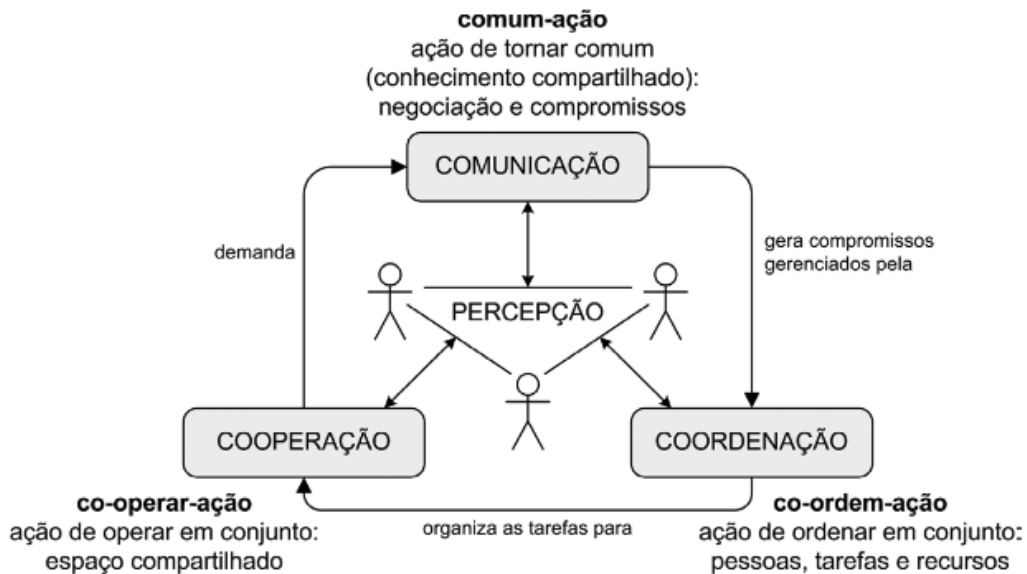 comum-ação
ação de tornar comum
(conhecimento compartilhado):
negociação e compromissos
COMUNICAÇÃO
demanda
gera compromissos
gerenciados pela
PERCEPÇÃO
COOPERAÇÃO
COORDENAÇÃO
co-operar-ação
ação de operar em conjunto:
espaço compartilhado
organiza as tarefas para
co-ordem-ação
ação de ordenar em conjunto:
pessoas, tarefas e recursos